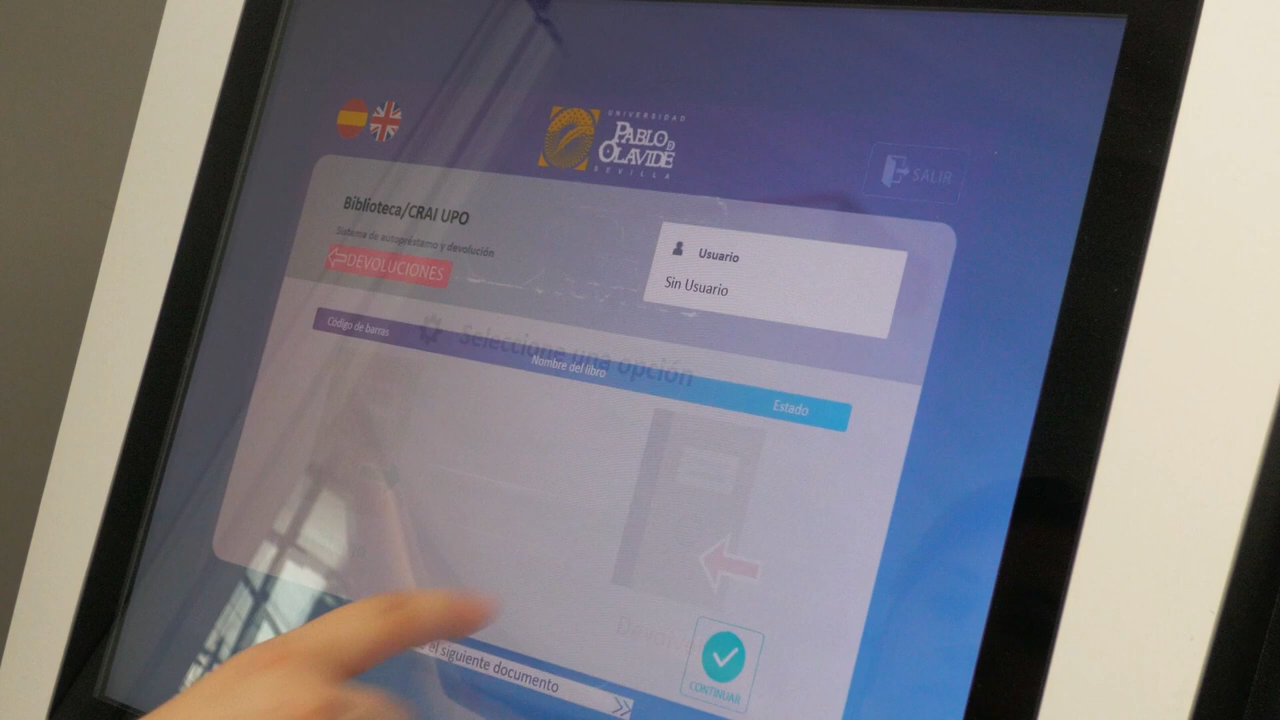 UNIVERSIDAD
PABLO DE
OLAVIDE
SEVILLA
SALIR
Biblioteca/CRAI UPO
Sistema de autopréstamo y devolución
DEVOLUCIONES
Usuario
Sin Usuario
Seleccione una opción
Código de barras
Nombre del libro
Estado
el siguiente documento
CONTINUAR